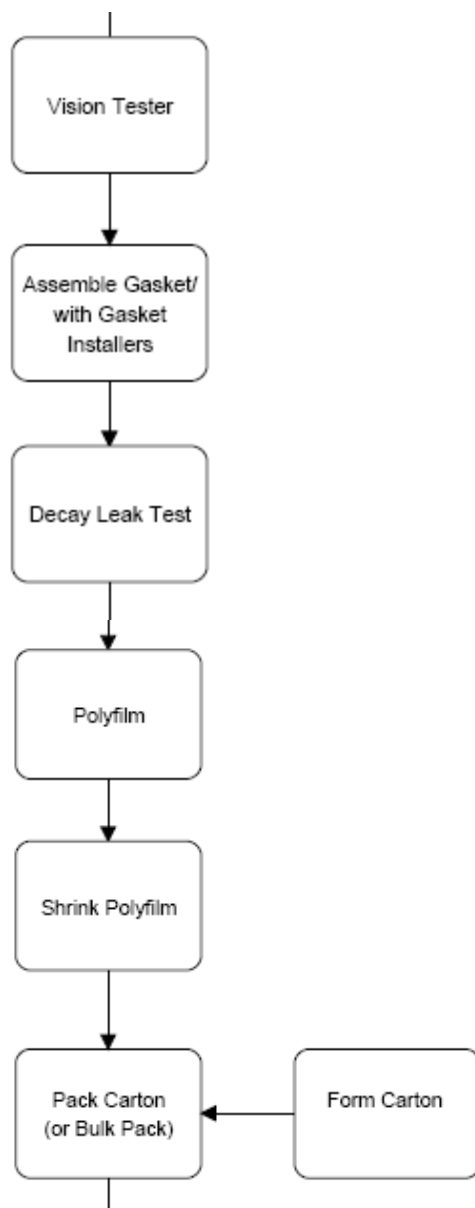 Vision Tester
Assemble Gasket/
with Gasket
Installers
Decay Leak Test
Polyfilm
Shrink Polyfilm
Pack Carton
(or Bulk Pack)
Form Carton